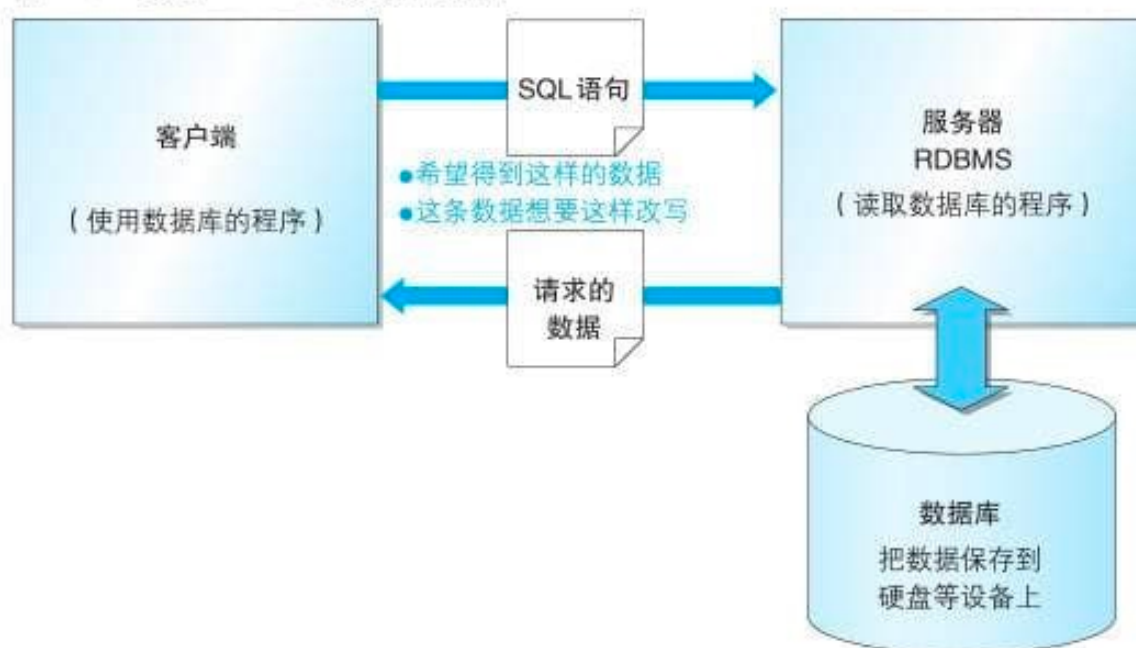 客户端
（使用数据库的程序）
SQL语句
●希望得到这样的数据
●这条数据想要这样改写
请求的
数据
服务器
RDBMS
（读取数据库的程序）
数据库
把数据保存到
硬盘等设备上